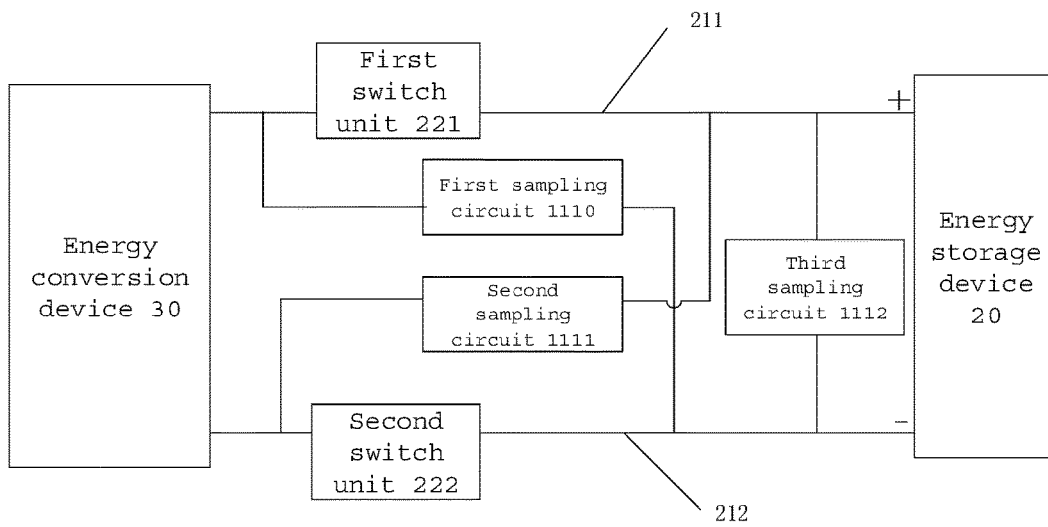 211
First
switch
unit 221
+
First sampling
circuit 1110
Energy
conversion
device 30
Second
sampling
circuit 1111
Third
sampling
circuit 1112
Energy
storage
device
20
Second
switch
unit 222
-
212